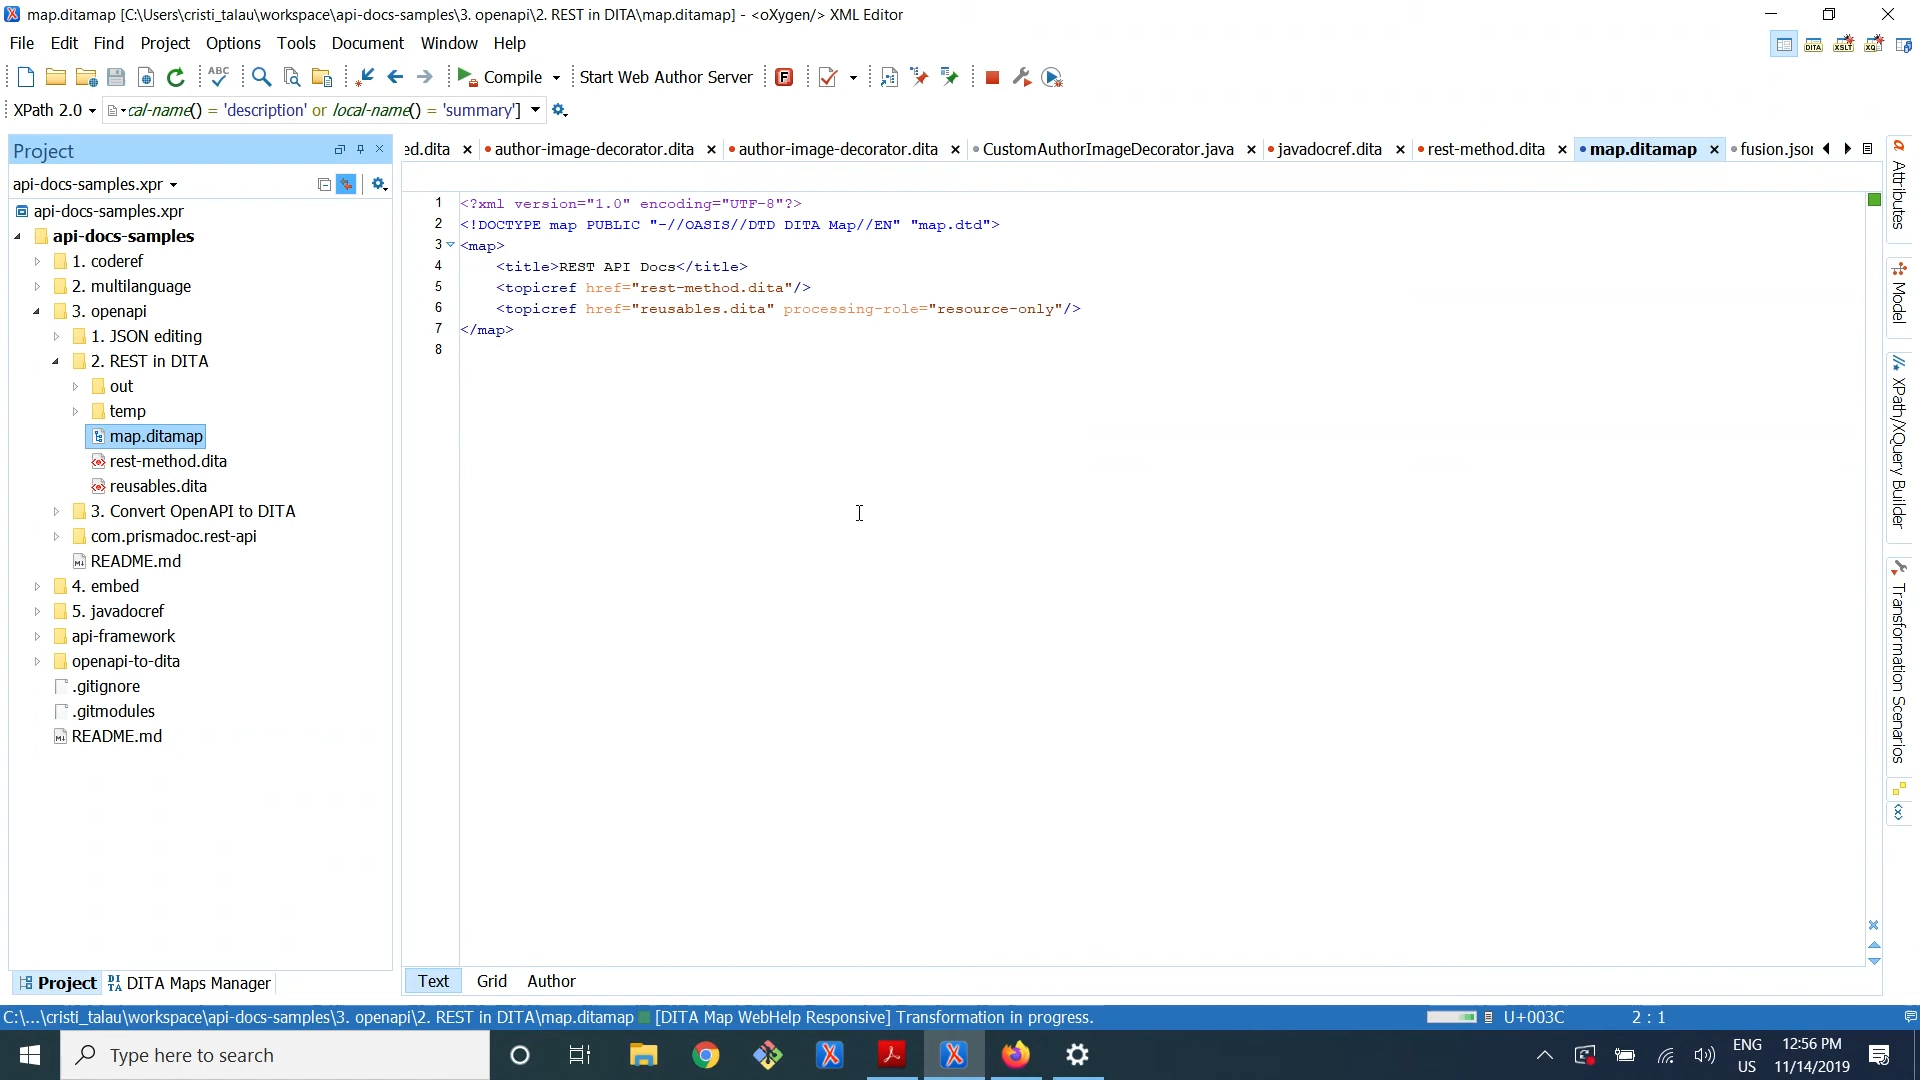 map.ditamap [C:\Users\cristi_talau\workspace\api-docs-samples\3. openapi\2. REST in DITA\map.ditamap] - <oXygen/> XML Editor
File Edit Find Project Options Tools Document Window Help
DITA XSLT XQ
ABC Compile Start Web Author Server F
XPath 2.0 cal-name() = 'description' or local-name() = 'summary']
Project
ed.dita author-image-decorator.dita author-image-decorator.dita CustomAuthorImageDecorator.java javadocref.dita rest-method.dita map.ditamap fusion.jsor
api-docs-samples.xpr
api-docs-samples.xpr
api-docs-samples
1. coderef
2. multilanguage
3. openapi
1. JSON editing
2. REST in DITA
out
temp
map.ditamap
rest-method.dita
reusables.dita
3. Convert OpenAPI to DITA
com.prismadoc.rest-api
README.md
4. embed
5. javadocref
api-framework
openapi-to-dita
.gitignore
.gitmodules
README.md
1 <?xml version="1.0" encoding="UTF-8"?>
2 <!DOCTYPE map PUBLIC "-//OASIS//DTD DITA Map//EN" "map.dtd">
3 <map>
4 <title>REST API Docs</title>
5 <topicref href="rest-method.dita"/>
6 <topicref href="reusables.dita" processing-role="resource-only"/>
7 </map>
8
Attributes
Model
XPath/XQuery Builder
Transformation Scenarios
Project DITA Maps Manager
Text Grid Author
C:\...\cristi_talau\workspace\api-docs-samples\3. openapi\2. REST in DITA\map.ditamap [DITA Map WebHelp Responsive] Transformation in progress. U+003C 2 : 1
Type here to search
ENG 12:56 PM
US 11/14/2019